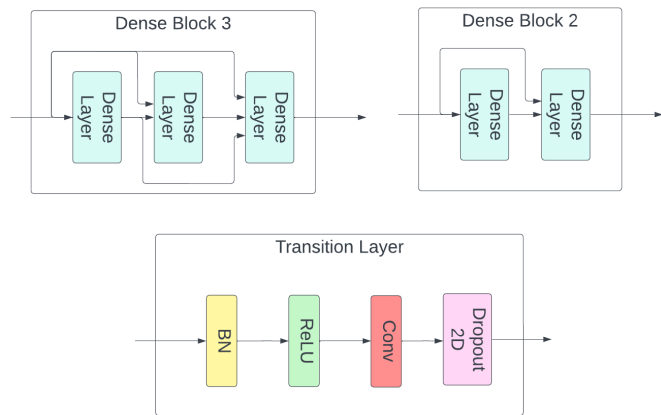 Dense Block 3
Dense
Layer
Dense
Layer
Dense
Layer
Dense Block 2
Dense
Layer
Dense
Layer
Transition Layer
BN
ReLU
Conv
Dropout
2D